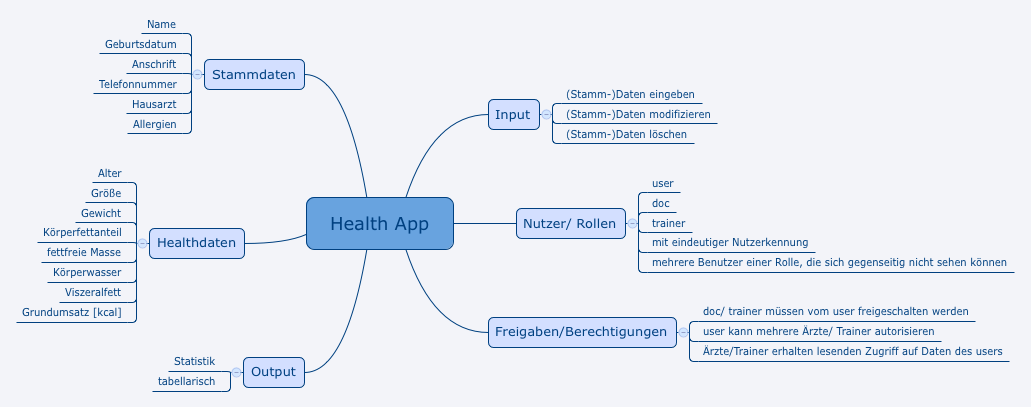 Health App
Stammdaten
Name
Geburtsdatum
Anschrift
Telefonnummer
Hausarzt
Allergien
Healthdaten
Alter
Größe
Gewicht
Körperfettanteil
fettfreie Masse
Körperwasser
Viszeralfett
Grundumsatz [kcal]
Output
Statistik
tabellarisch
Input
(Stamm-)Daten eingeben
(Stamm-)Daten modifizieren
(Stamm-)Daten löschen
Nutzer/ Rollen
user
doc
trainer
mit eindeutiger Nutzerkennung
mehrere Benutzer einer Rolle, die sich gegenseitig nicht sehen können
Freigaben/Berechtigungen
doc/ trainer müssen vom user freigeschalten werden
user kann mehrere Ärzte/ Trainer autorisieren
Ärzte/Trainer erhalten lesenden Zugriff auf Daten des users